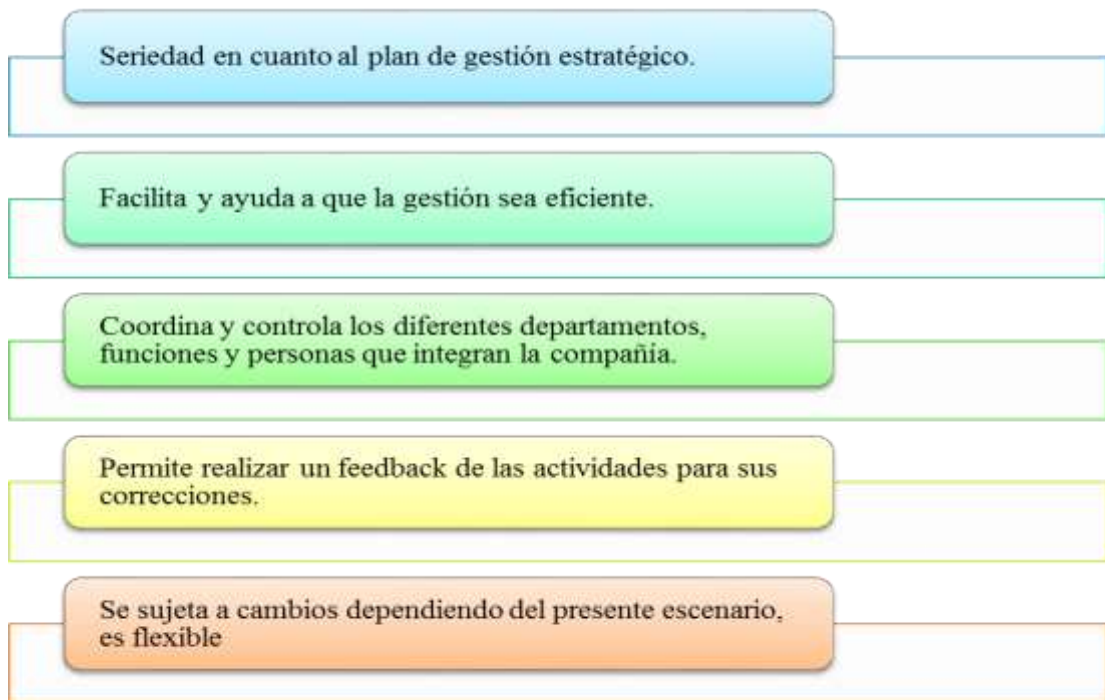 Seriedad en cuanto al plan de gestión estratégico.
Facilita y ayuda a que la gestión sea eficiente.
Coordina y controla los diferentes departamentos,
funciones y personas que integran la compañía.
Permite realizar un feedback de las actividades para sus
correcciones.
Se sujeta a cambios dependiendo del presente escenario,
es flexible